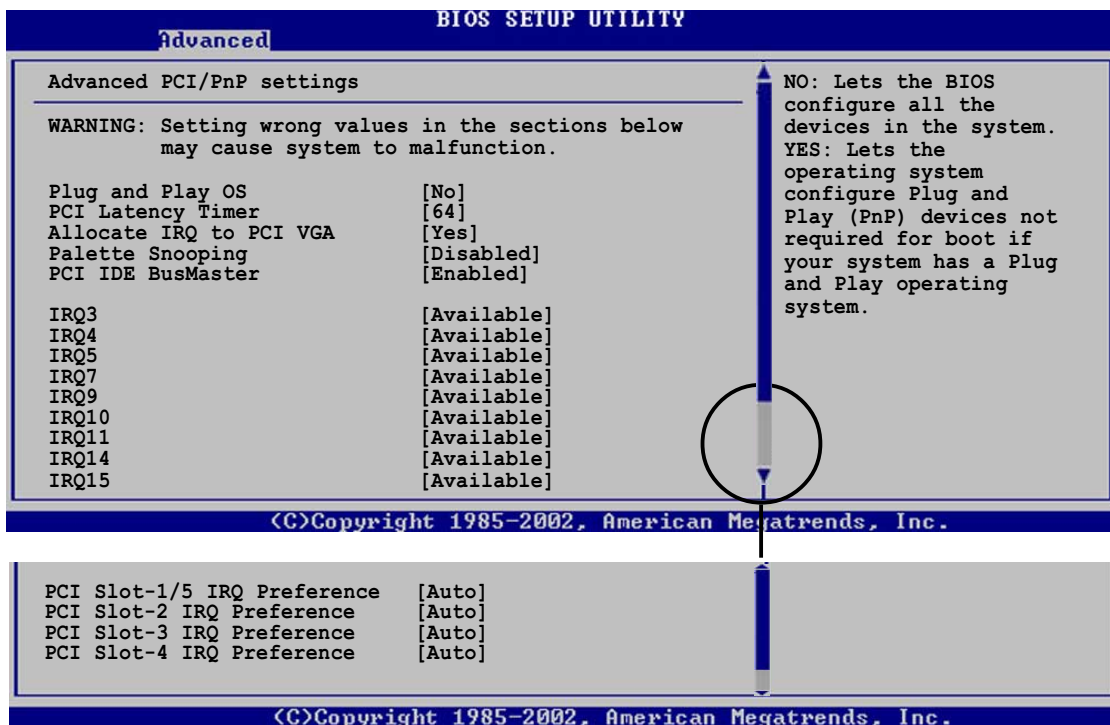 BIOS SETUP UTILITY
Advanced
Advanced PCI/PnP settings
WARNING: Setting wrong values in the sections below
may cause system to malfunction.
Plug and Play OS [No]
PCI Latency Timer [64]
Allocate IRQ to PCI VGA [Yes]
Palette Snooping [Disabled]
PCI IDE BusMaster [Enabled]
IRQ3 [Available]
IRQ4 [Available]
IRQ5 [Available]
IRQ7 [Available]
IRQ9 [Available]
IRQ10 [Available]
IRQ11 [Available]
IRQ14 [Available]
IRQ15 [Available]
NO: Lets the BIOS
configure all the
devices in the system.
YES: Lets the
operating system
configure Plug and
Play (PnP) devices not
required for boot if
your system has a Plug
and Play operating
system.
(C)Copyright 1985-2002, American Megatrends, Inc.
PCI Slot-1/5 IRQ Preference [Auto]
PCI Slot-2 IRQ Preference [Auto]
PCI Slot-3 IRQ Preference [Auto]
PCI Slot-4 IRQ Preference [Auto]
(C)Copyright 1985-2002, American Megatrends, Inc.